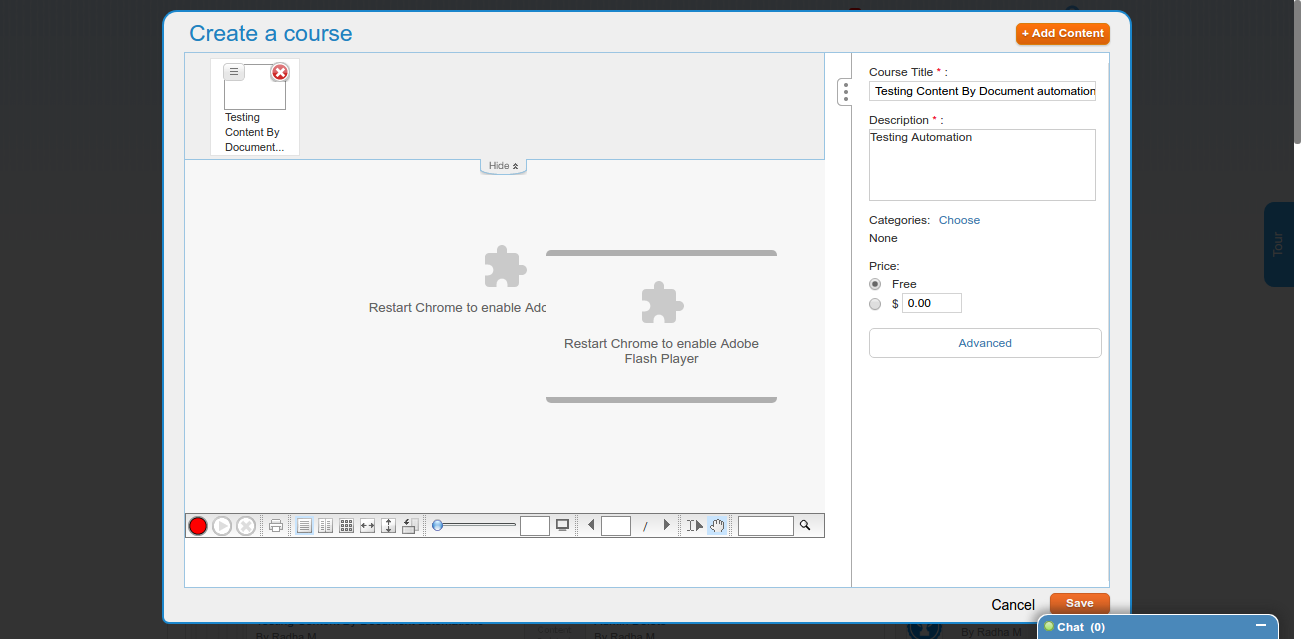 Create a course
+ Add Content
Testing
Content By
Document...
Hide
Restart Chrome to enable Ado
Restart Chrome to enable Adobe
Flash Player
/
Course Title * :
Testing Content By Document automation
Description * :
Testing Automation
Categories: Choose
None
Price:
Free
$ 0.00
Advanced
Tour
Cancel
Save
Chat (0)
By Radha M
By Radha M
By Radha M